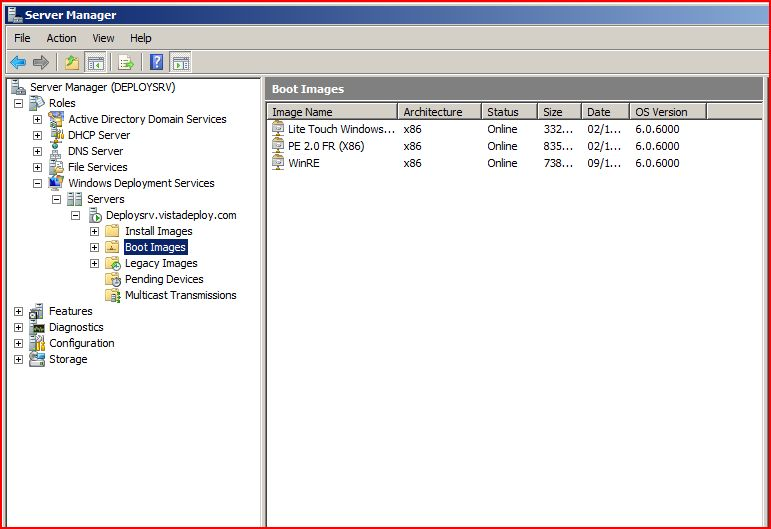 Server Manager
File Action View Help
Server Manager (DEPLOYSRV)
Roles
Active Directory Domain Services
DHCP Server
DNS Server
File Services
Windows Deployment Services
Servers
Deploysrv.vistadeploy.com
Install Images
Boot Images
Legacy Images
Pending Devices
Multicast Transmissions
Features
Diagnostics
Configuration
Storage
Boot Images
Image Name Architecture Status Size Date OS Version
Lite Touch Windows... x86 Online 332... 02/1... 6.0.6000
PE 2.0 FR (X86) x86 Online 835... 02/1... 6.0.6000
WinRE x86 Online 738... 09/1... 6.0.6000